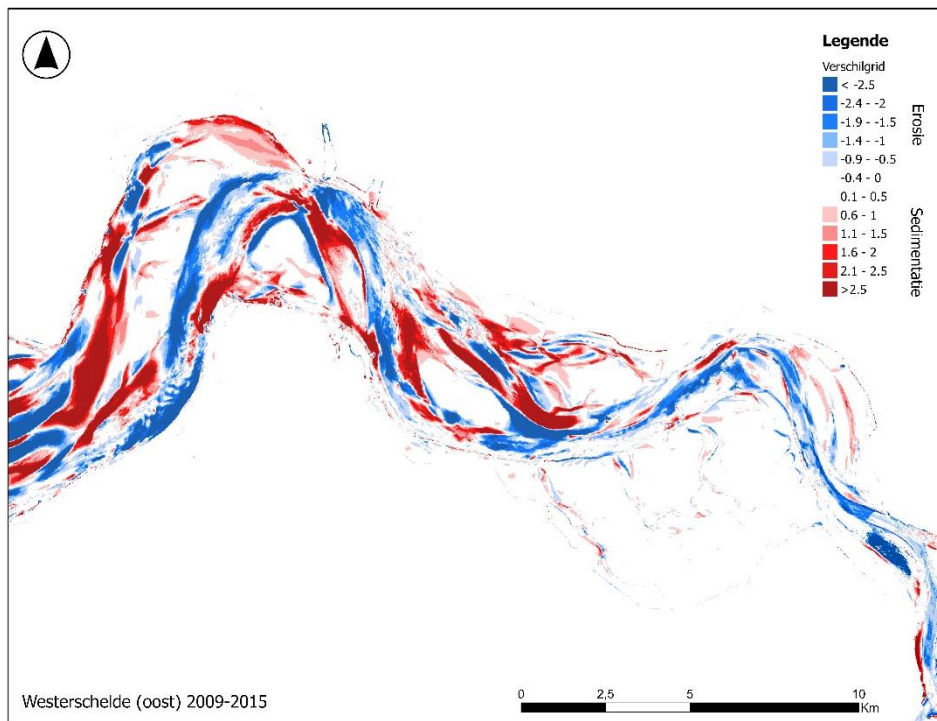 Legende
Verschilgrid
< -2.5
-2.4 - -2
-1.9 - -1.5
-1.4 - -1
-0.9 - -0.5
-0.4 - 0
0.1 - 0.5
0.6 - 1
1.1 - 1.5
1.6 - 2
2.1 - 2.5
>2.5
Erosie
Sedimentatie
Westerschelde (oost) 2009-2015
0 2,5 5 10
Km